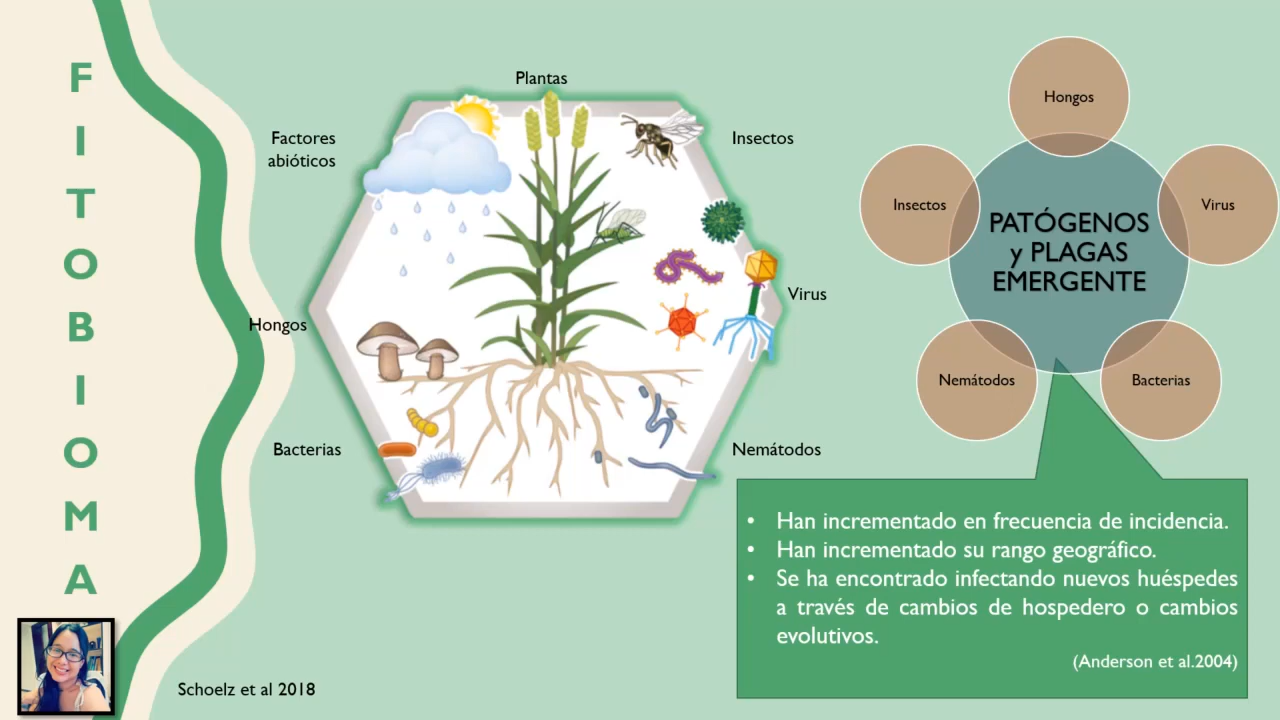 FITOBIOMA
Plantas
Factores
abióticos
Insectos
Virus
Hongos
Bacterias
Nemátodos
Schoelz et al 2018
Hongos
Insectos
Virus
PATÓGENOS
y PLAGAS
EMERGENTE
Nemátodos
Bacterias
• Han incrementado en frecuencia de incidencia.
• Han incrementado su rango geográfico.
• Se ha encontrado infectando nuevos huéspedes
a través de cambios de hospedero o cambios
evolutivos.
(Anderson et al.2004)